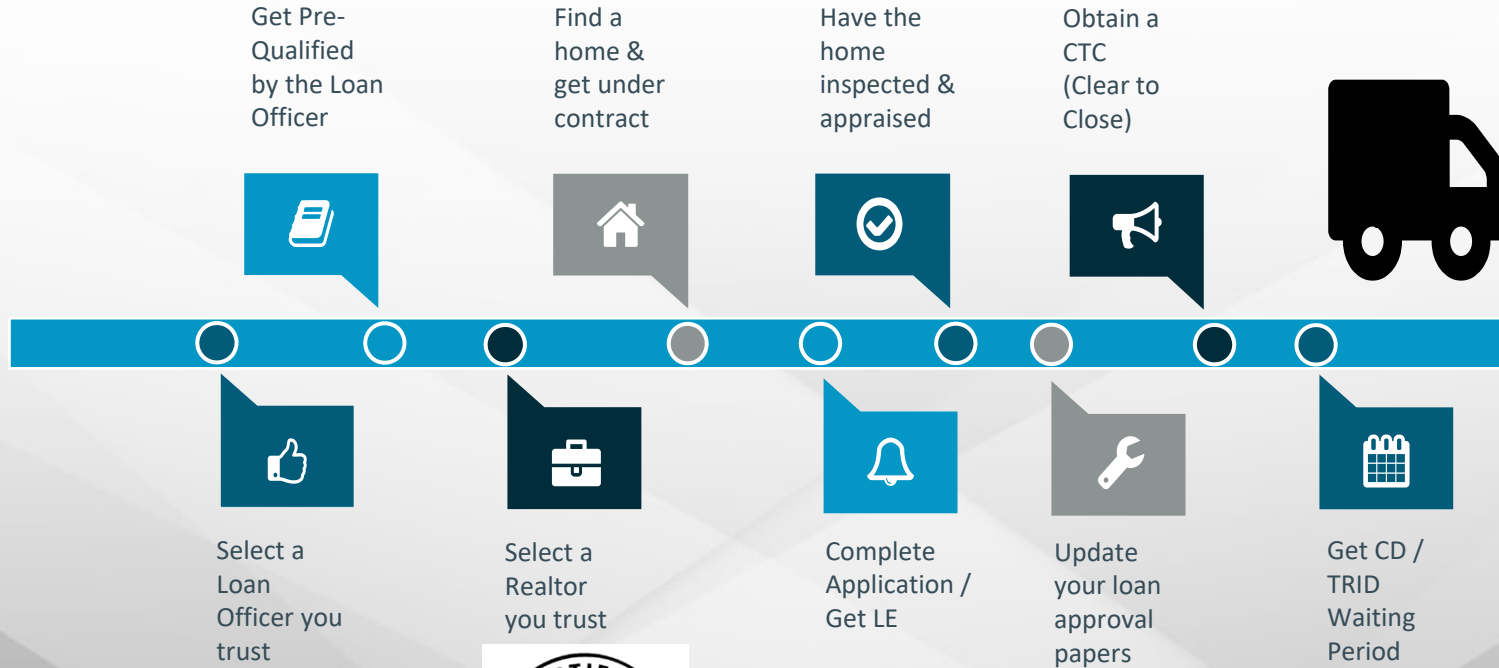 Get Pre-
Qualified
by the Loan
Officer
Find a
home &
get under
contract
Have the
home
inspected &
appraised
Obtain a
CTC
(Clear to
Close)
Select a
Loan
Officer you
trust
Select a
Realtor
you trust
Complete
Application /
Get LE
Update
your loan
approval
papers
Get CD /
TRID
Waiting
Period